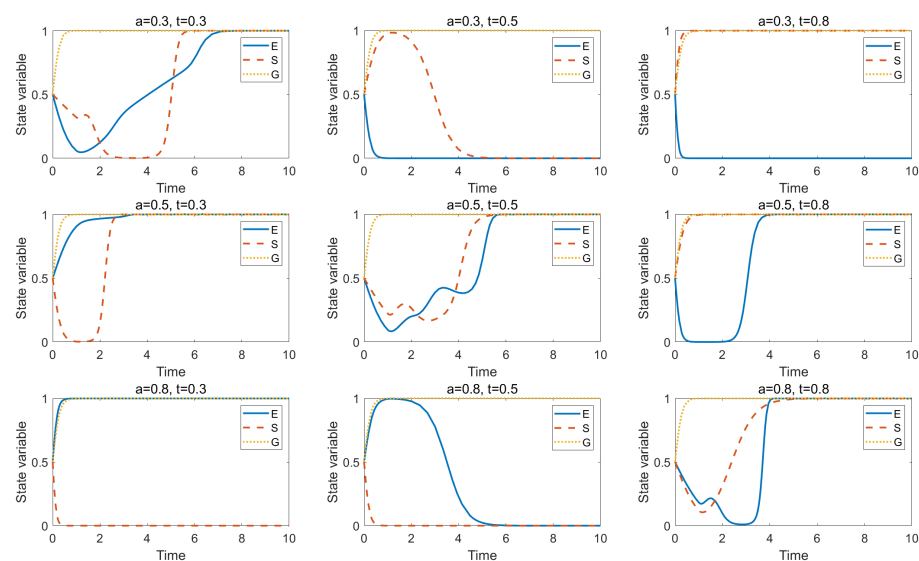 a=0.3, t=0.3
a=0.3, t=0.5
a=0.3, t=0.8
1
0.5
0
State variable
0 2 4 6 8 10
Time
E
S
G
1
0.5
0
State variable
0 2 4 6 8 10
Time
E
S
G
1
0.5
0
State variable
0 2 4 6 8 10
Time
E
S
G
a=0.5, t=0.3
a=0.5, t=0.5
a=0.5, t=0.8
1
0.5
0
State variable
0 2 4 6 8 10
Time
E
S
G
1
0.5
0
State variable
0 2 4 6 8 10
Time
E
S
G
1
0.5
0
State variable
0 2 4 6 8 10
Time
E
S
G
a=0.8, t=0.3
a=0.8, t=0.5
a=0.8, t=0.8
1
0.5
0
State variable
0 2 4 6 8 10
Time
E
S
G
1
0.5
0
State variable
0 2 4 6 8 10
Time
E
S
G
1
0.5
0
State variable
0 2 4 6 8 10
Time
E
S
G